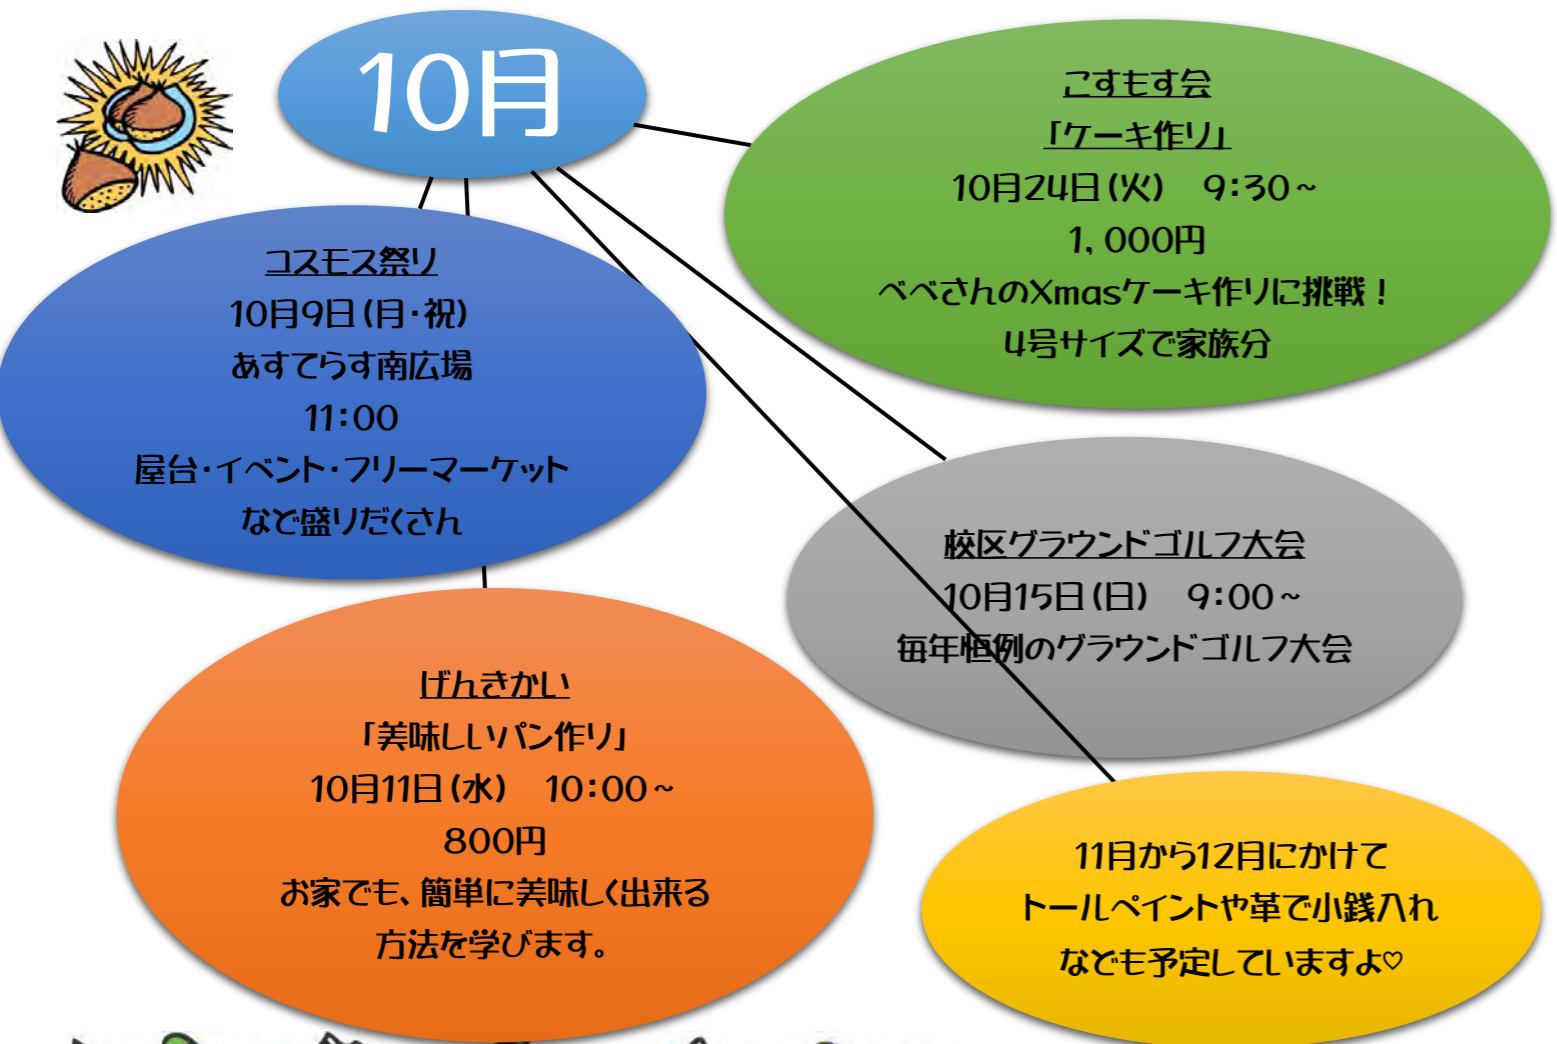 10月
こすもす会
「ケーキ作り」
10月24日(火)　9:30~
1,000円
べべさんのXmasケーキ作りに挑戦!
4号サイズで家族分
コスモス祭り
10月9日(月・祝)
あすてらす南広場
11:00
屋台・イベント・フリーマーケット
など盛りだくさん
校区グラウンドゴルフ大会
10月15日(日)　9:00~
毎年恒例のグラウンドゴルフ大会
げんきかい
「美味しいパン作り」
10月11日(水)　10:00~
800円
お家でも、簡単に美味しく出来る
方法を学びます。
11月から12月にかけて
トールペイントや革で小銭入れ
なども予定していますよ♡